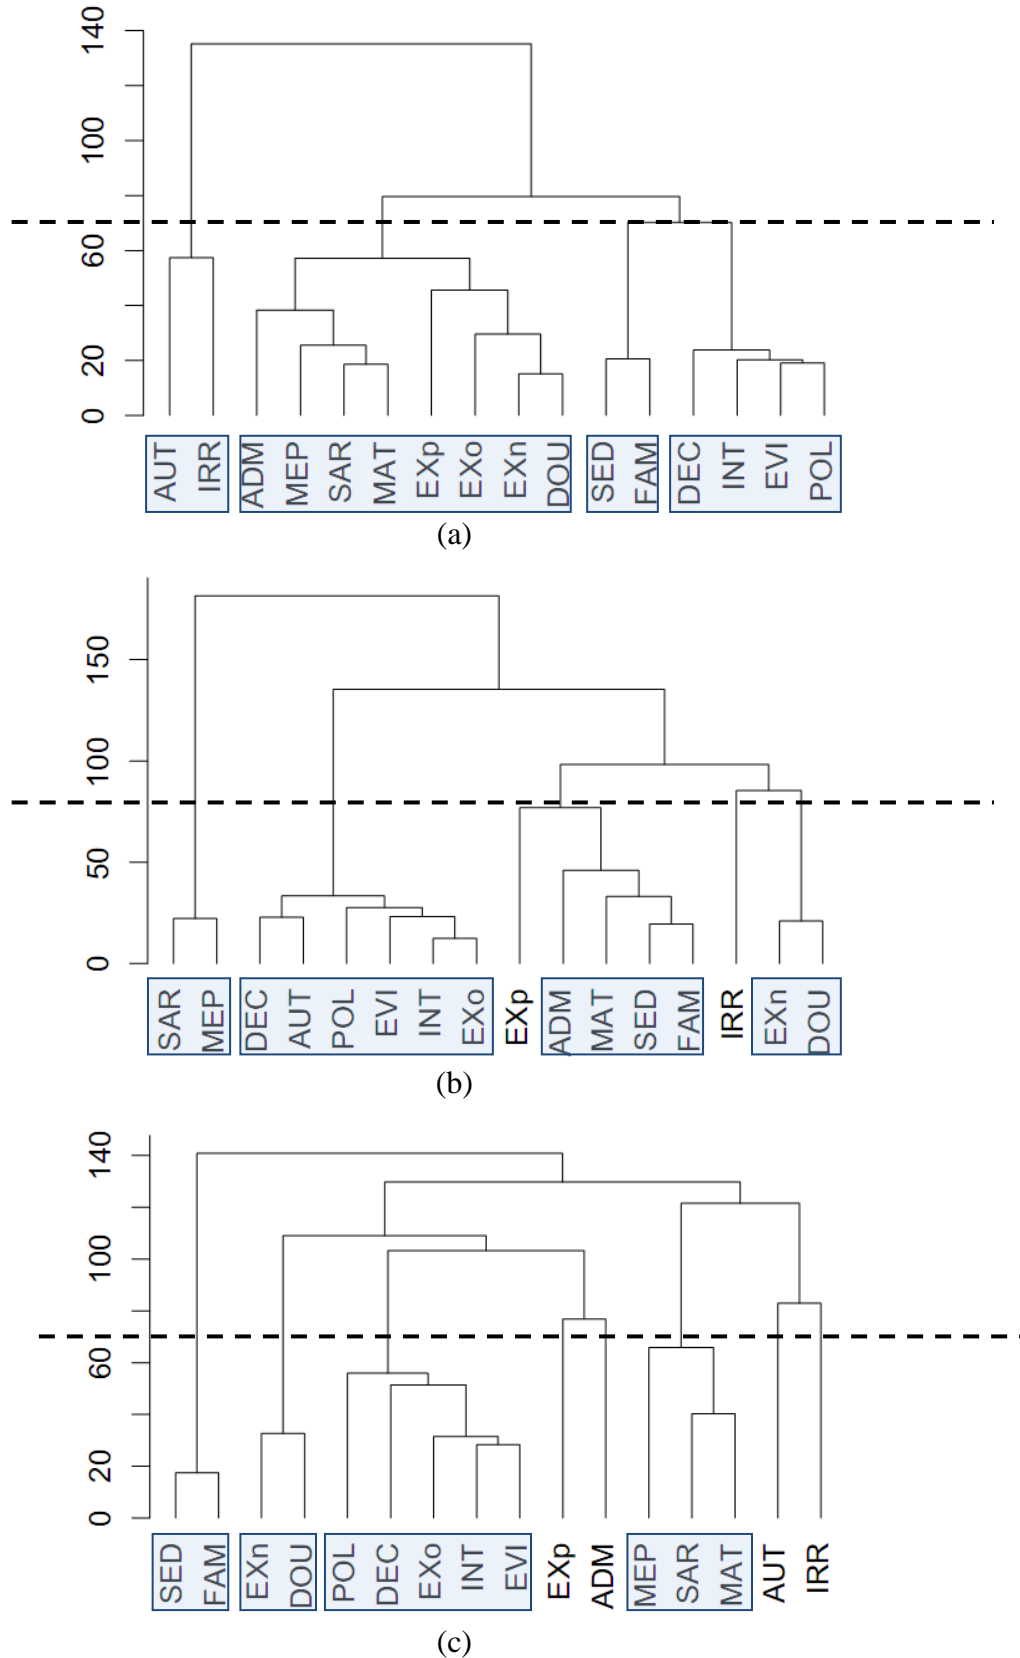 140
100
60
20
0
AUT IRR ADM MEP SAR MAT EXp EXo EXn DOU SED FAM DEC INT EVI POL
(a)
150
100
50
0
SAR MEP DEC AUT POL EVI INT EXo EXp ADM MAT SED FAM IRR EXn DOU
(b)
140
100
60
20
0
SED FAM EXn DOU POL DEC EXo INT EVI EXp ADM MEP SAR MAT AUT IRR
(c)